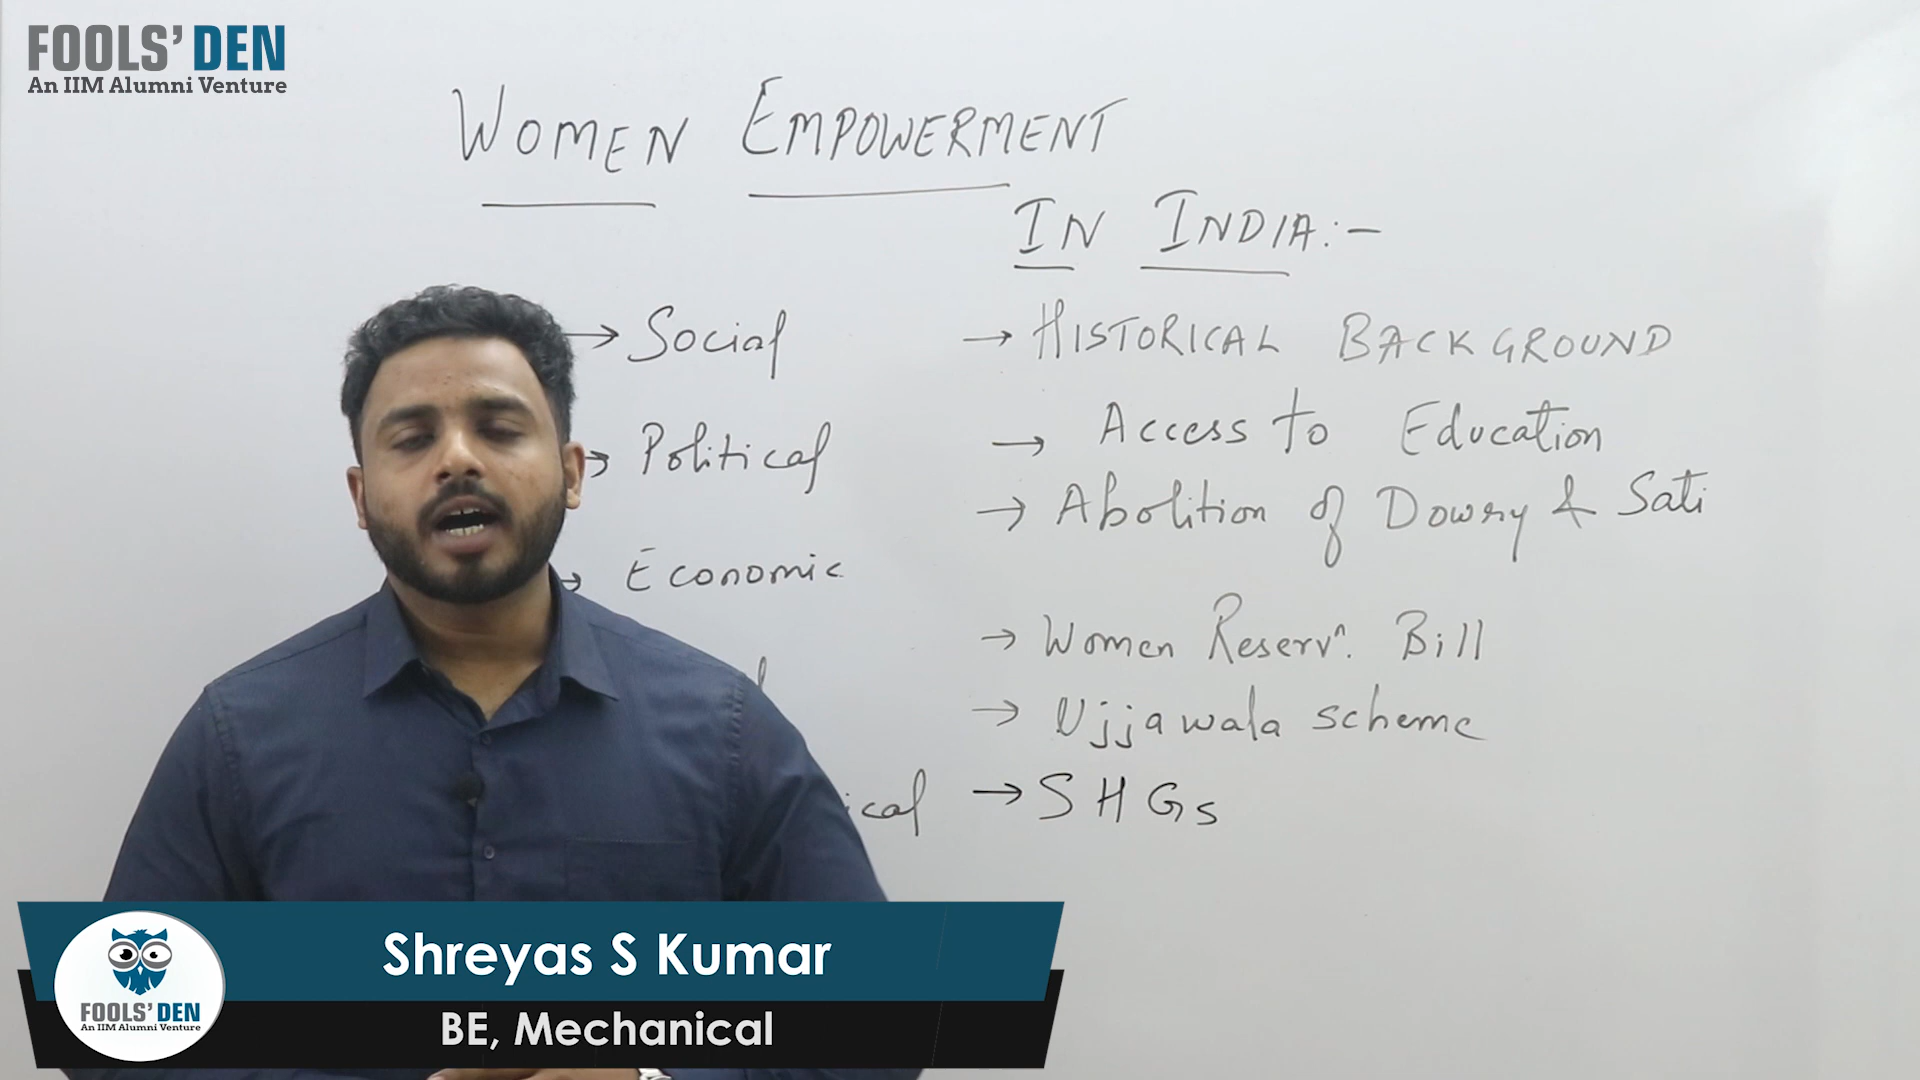 FOOLS' DEN
An IIM Alumni Venture
WOMEN EMPOWERMENT
IN INDIA:-
→ Social
→ Political
→ Economic
→ HISTORICAL BACKGROUND
→ Access to Education
→ Abolition of Dowry & Sati
→ Women Reservⁿ. Bill
→ Ujjawala scheme
→ SHGs
Shreyas S Kumar
BE, Mechanical
FOOLS' DEN
An IIM Alumni Venture